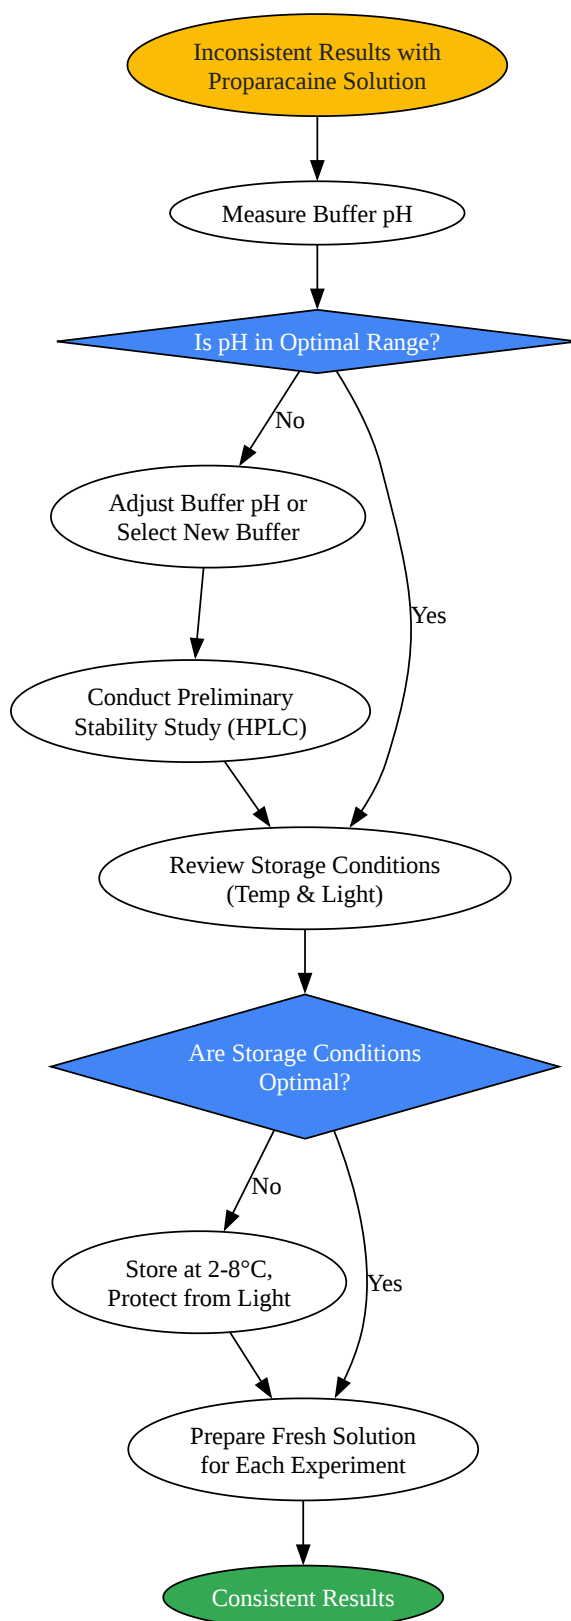 Inconsistent Results with
Proparacaine Solution
Measure Buffer pH
Is pH in Optimal Range?
No
Adjust Buffer pH or
Select New Buffer
Yes
Conduct Preliminary
Stability Study (HPLC)
Review Storage Conditions
(Temp & Light)
Are Storage Conditions
Optimal?
No
Store at 2-8°C,
Protect from Light
Yes
Prepare Fresh Solution
for Each Experiment
Consistent Results